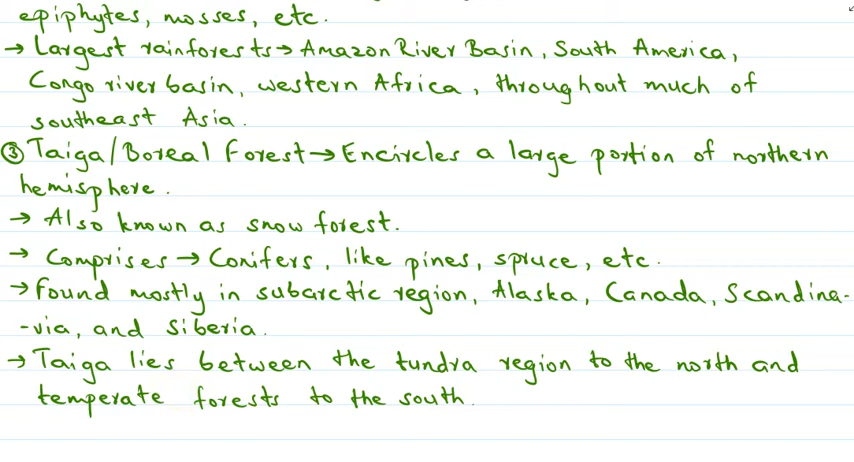 epiphytes, mosses, etc.
→ Largest rainforests → Amazon River Basin, South America,
Congo river basin, western Africa, throughout much of
southeast Asia.
③ Taiga/Boreal Forest → Encircles a large portion of northern
hemisphere.
→ Also known as snow forest.
→ Comprises → Conifers, like pines, spruce, etc.
→ Found mostly in subarctic region, Alaska, Canada, Scandina-
-via, and Siberia.
→ Taiga lies between the tundra region to the north and
temperate forests to the south.